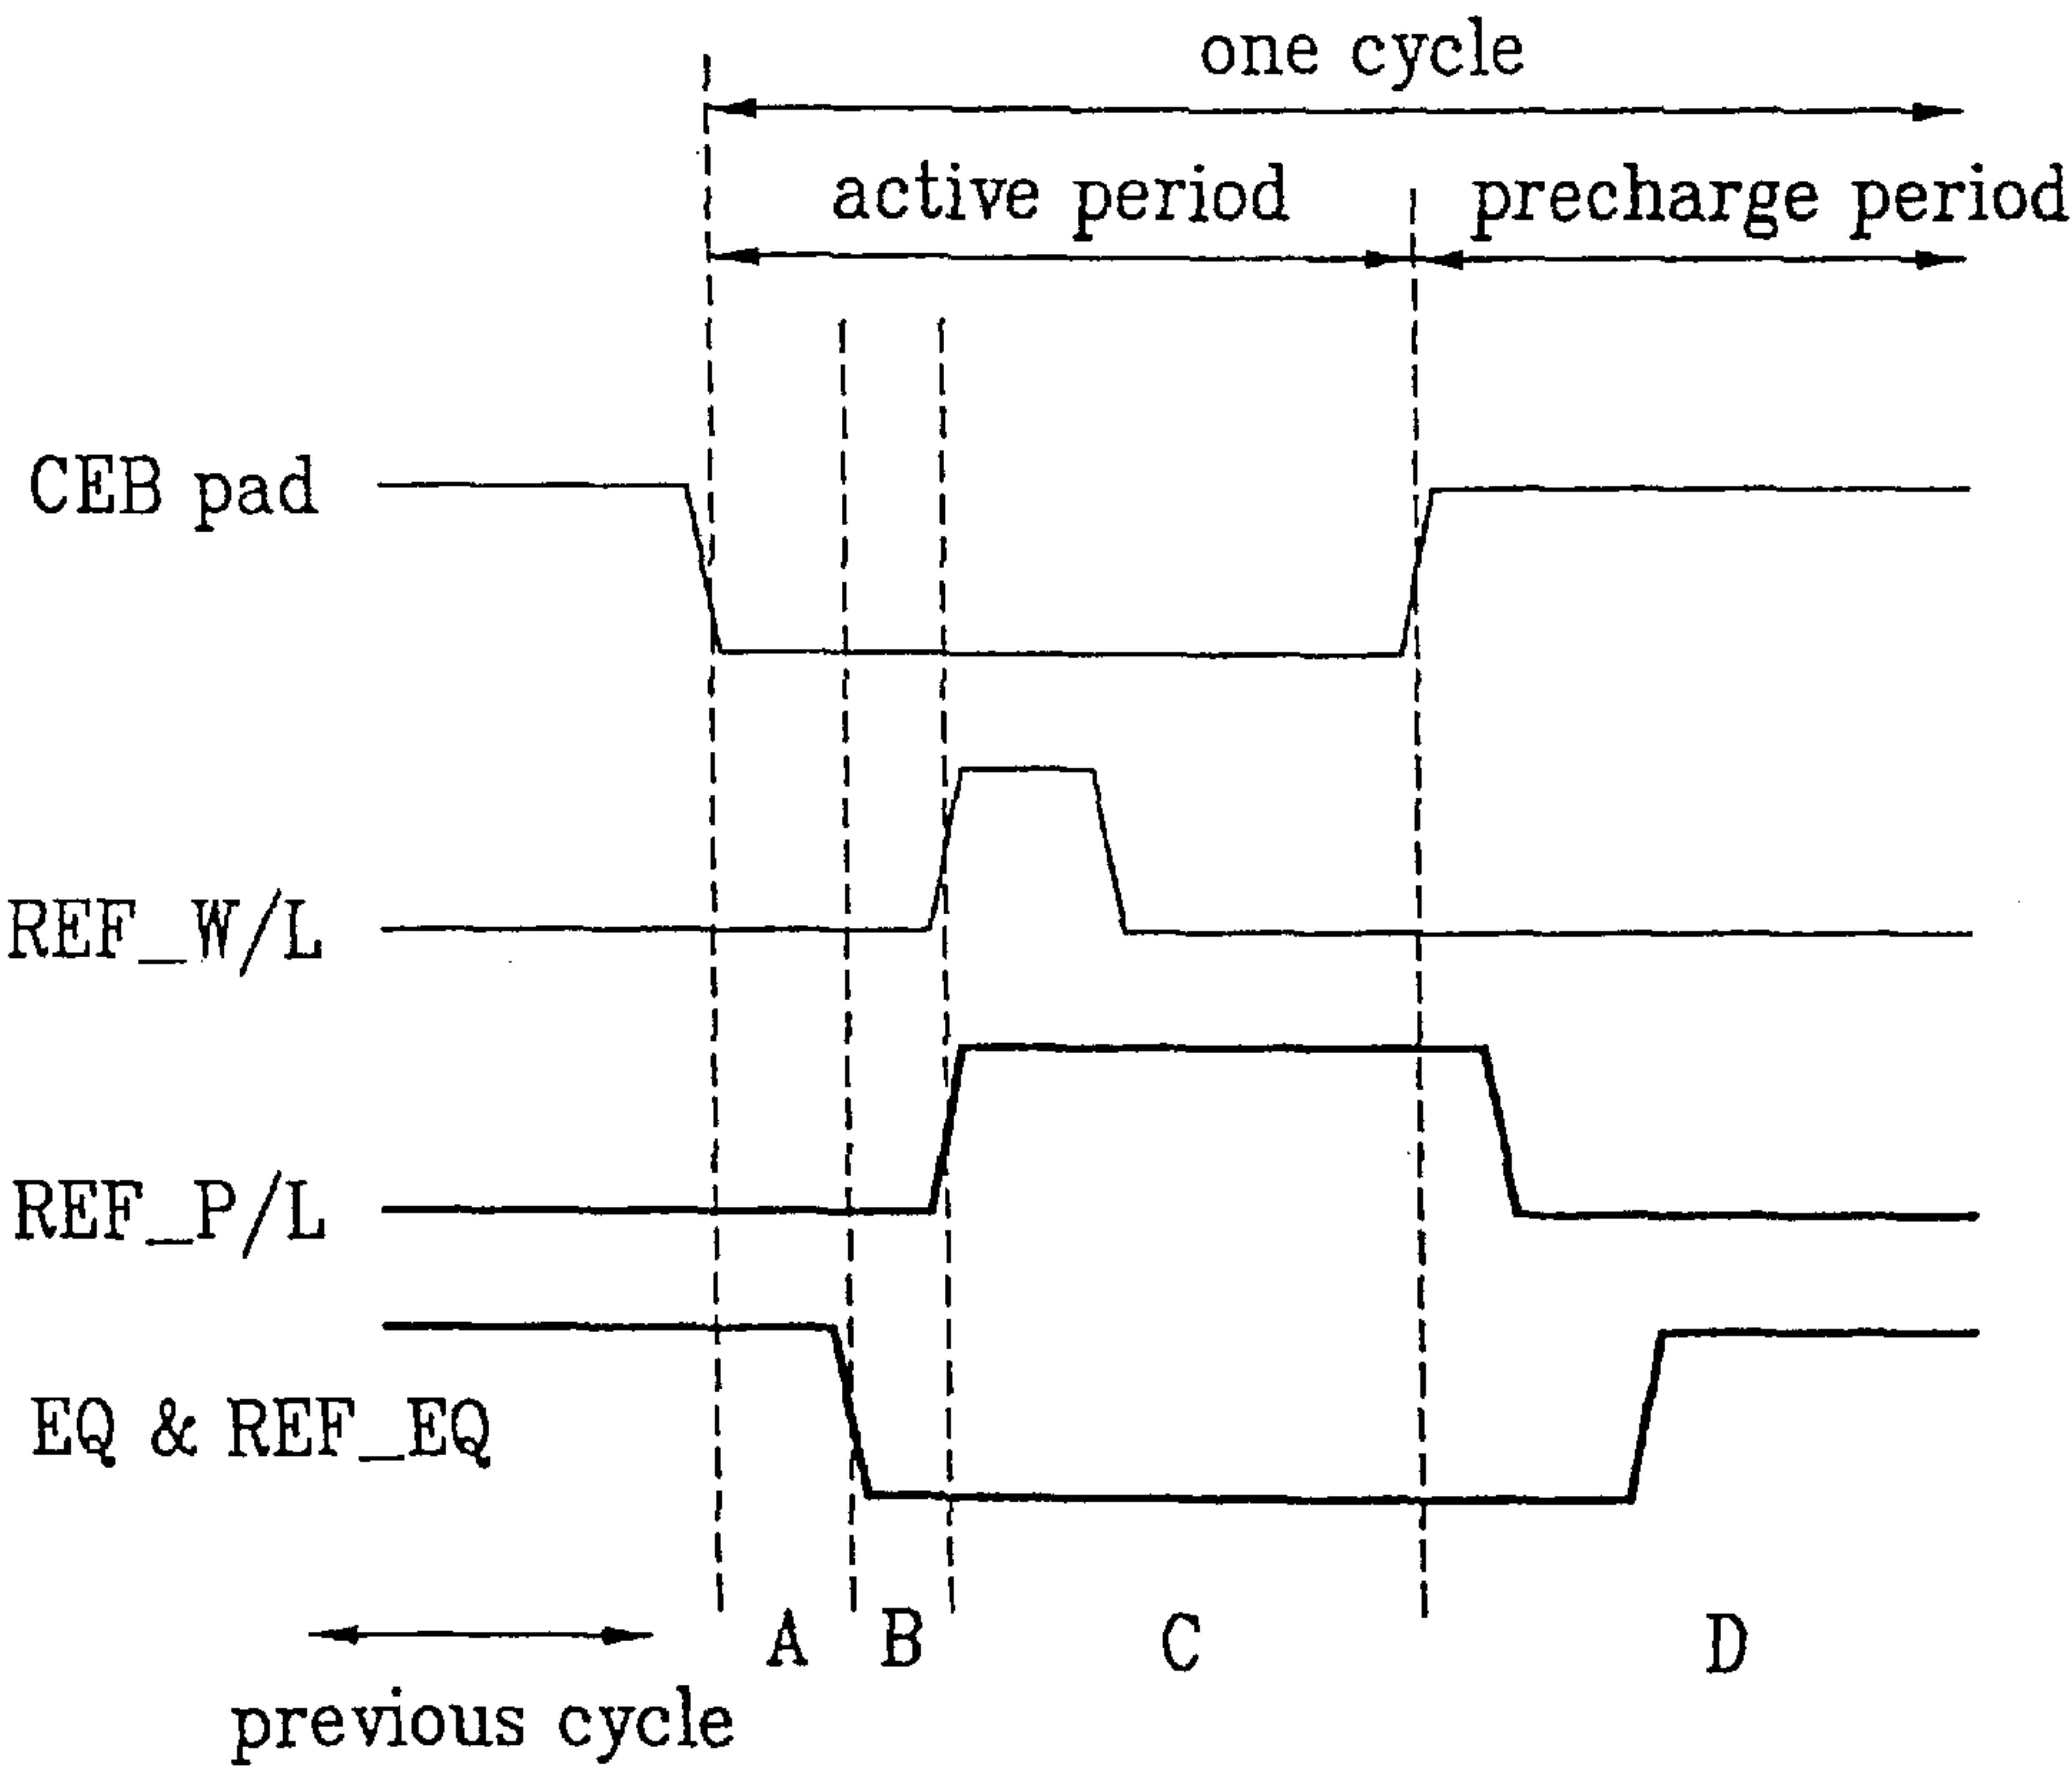 one cycle
active period precharge period
CEB pad
REF_W/L
REF_P/L
EQ & REF_EQ
A B C D
previous cycle